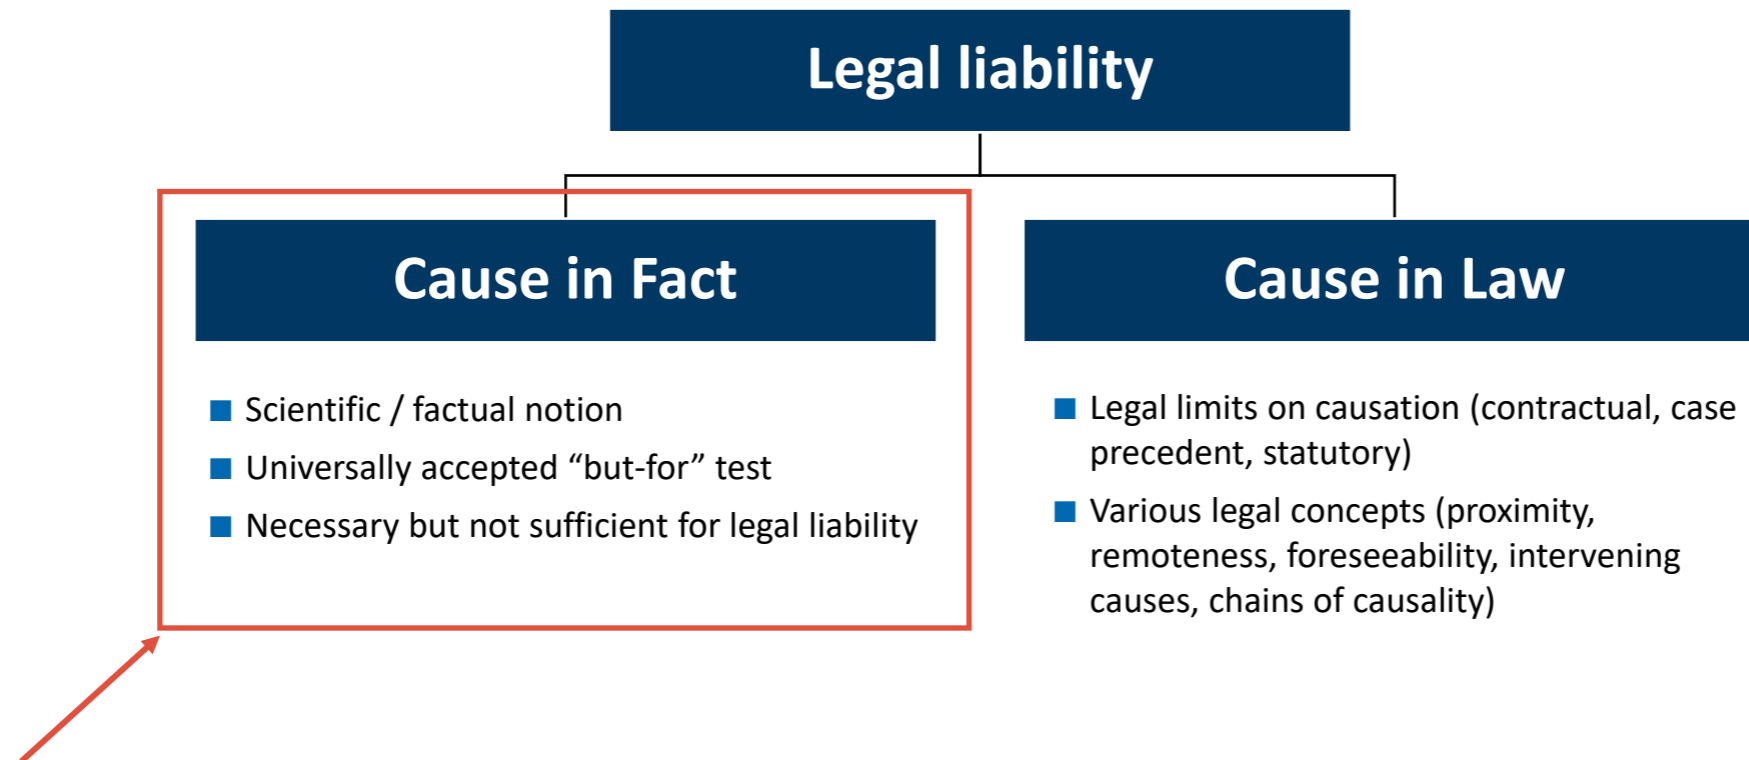 Legal liability
Cause in Fact
Scientific / factual notion
Universally accepted “but-for” test
Necessary but not sufficient for legal liability
Cause in Law
Legal limits on causation (contractual, case
precedent, statutory)
Various legal concepts (proximity,
remoteness, foreseeability, intervening
causes, chains of causality)